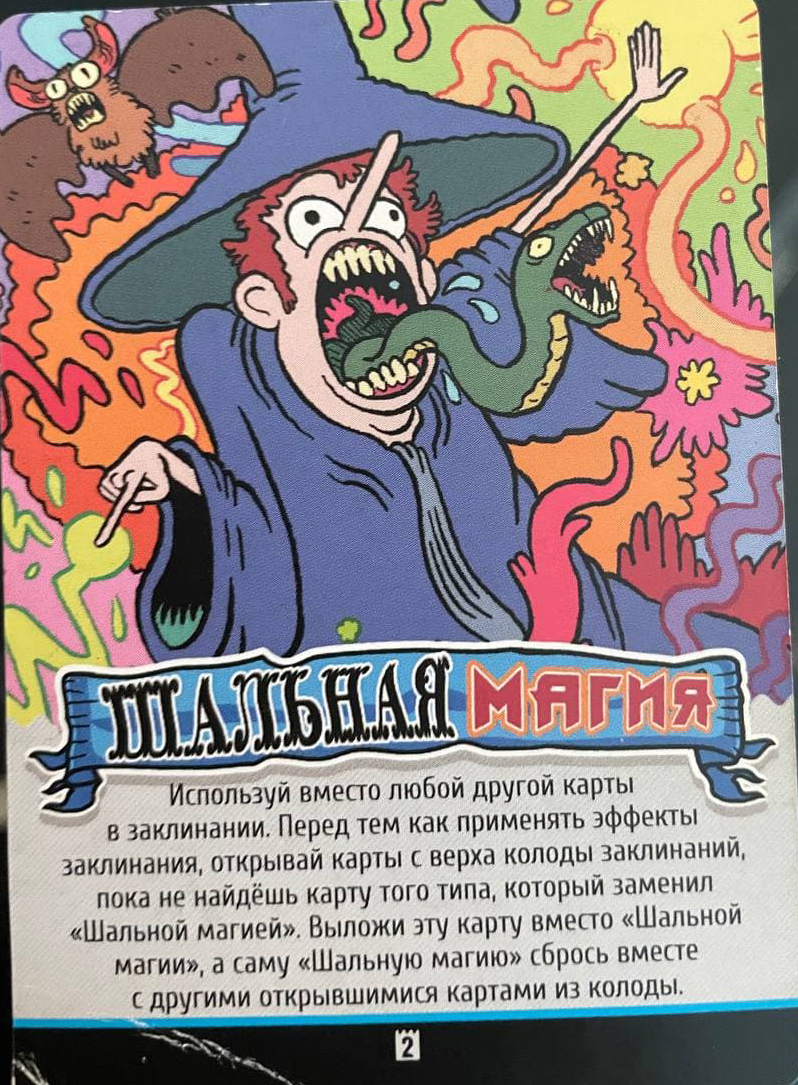 ШАЛЬНАЯ МАГИЯ
Используй вместо любой другой карты
в заклинании. Перед тем как применять эффекты
заклинания, открывай карты с верха колоды заклинаний,
пока не найдёшь карту того типа, который заменил
«Шальной магией». Выложи эту карту вместо «Шальной
магии», а саму «Шальную магию» сбрось вместе
с другими открывшимися картами из колоды.
2